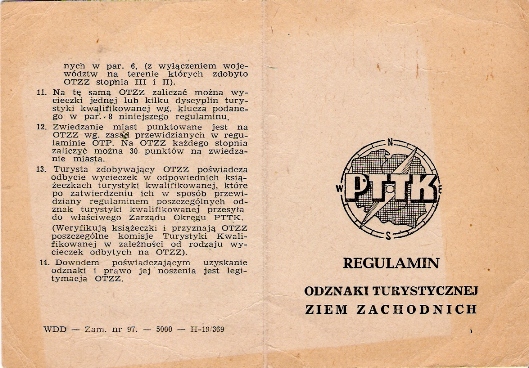 nych w par. 6, (z wyłączeniem woje-
wództw na terenie których zdobyto
OTZZ stopnia III i II).
11. Na tę samą OTZZ zaliczać można wy-
cieczki jednej lub kilku dyscyplin tury-
styki kwalifikowanej wg. klucza podane-
go w par. 8 niniejszego regulaminu.
12. Zwiedzanie miast punktowane jest na
OTZZ wg. zasad przewidzianych w regu-
laminie OTP. Na OTZZ każdego stopnia
zaliczyć można 30 punktów na zwiedza-
nie miasta.
13. Turysta zdobywający OTZZ poświadcza
odbycie wycieczek w odpowiednich ksią-
żeczkach turystyki kwalifikowanej, które
po zatwierdzeniu ich w sposób przewi-
dziany regulaminem poszczególnych od-
znak turystyki kwalifikowanej przesyła
do właściwego Zarządu Okręgu PTTK.
(Weryfikują książeczki i przyznają OTZZ
poszczególne komisje Turystyki Kwali-
fikowanej w zależności od rodzaju wy-
cieczek odbytych na OTZZ).
14. Dowodem poświadczającym uzyskanie
odznaki i prawo jej noszenia jest legi-
tymacja OTZZ.
WDD — Zam. nr 97. — 5000 — H-19/369
N
W PTTK E
S
REGULAMIN
ODZNAKI TURYSTYCZNEJ
ZIEM ZACHODNICH